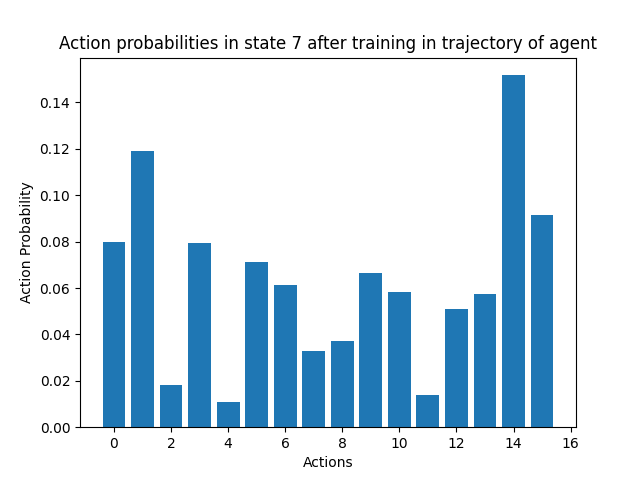 Action probabilities in state 7 after training in trajectory of agent
0.14
0.12
0.10
0.08
0.06
0.04
0.02
0.00
Action Probability
0 2 4 6 8 10 12 14 16
Actions